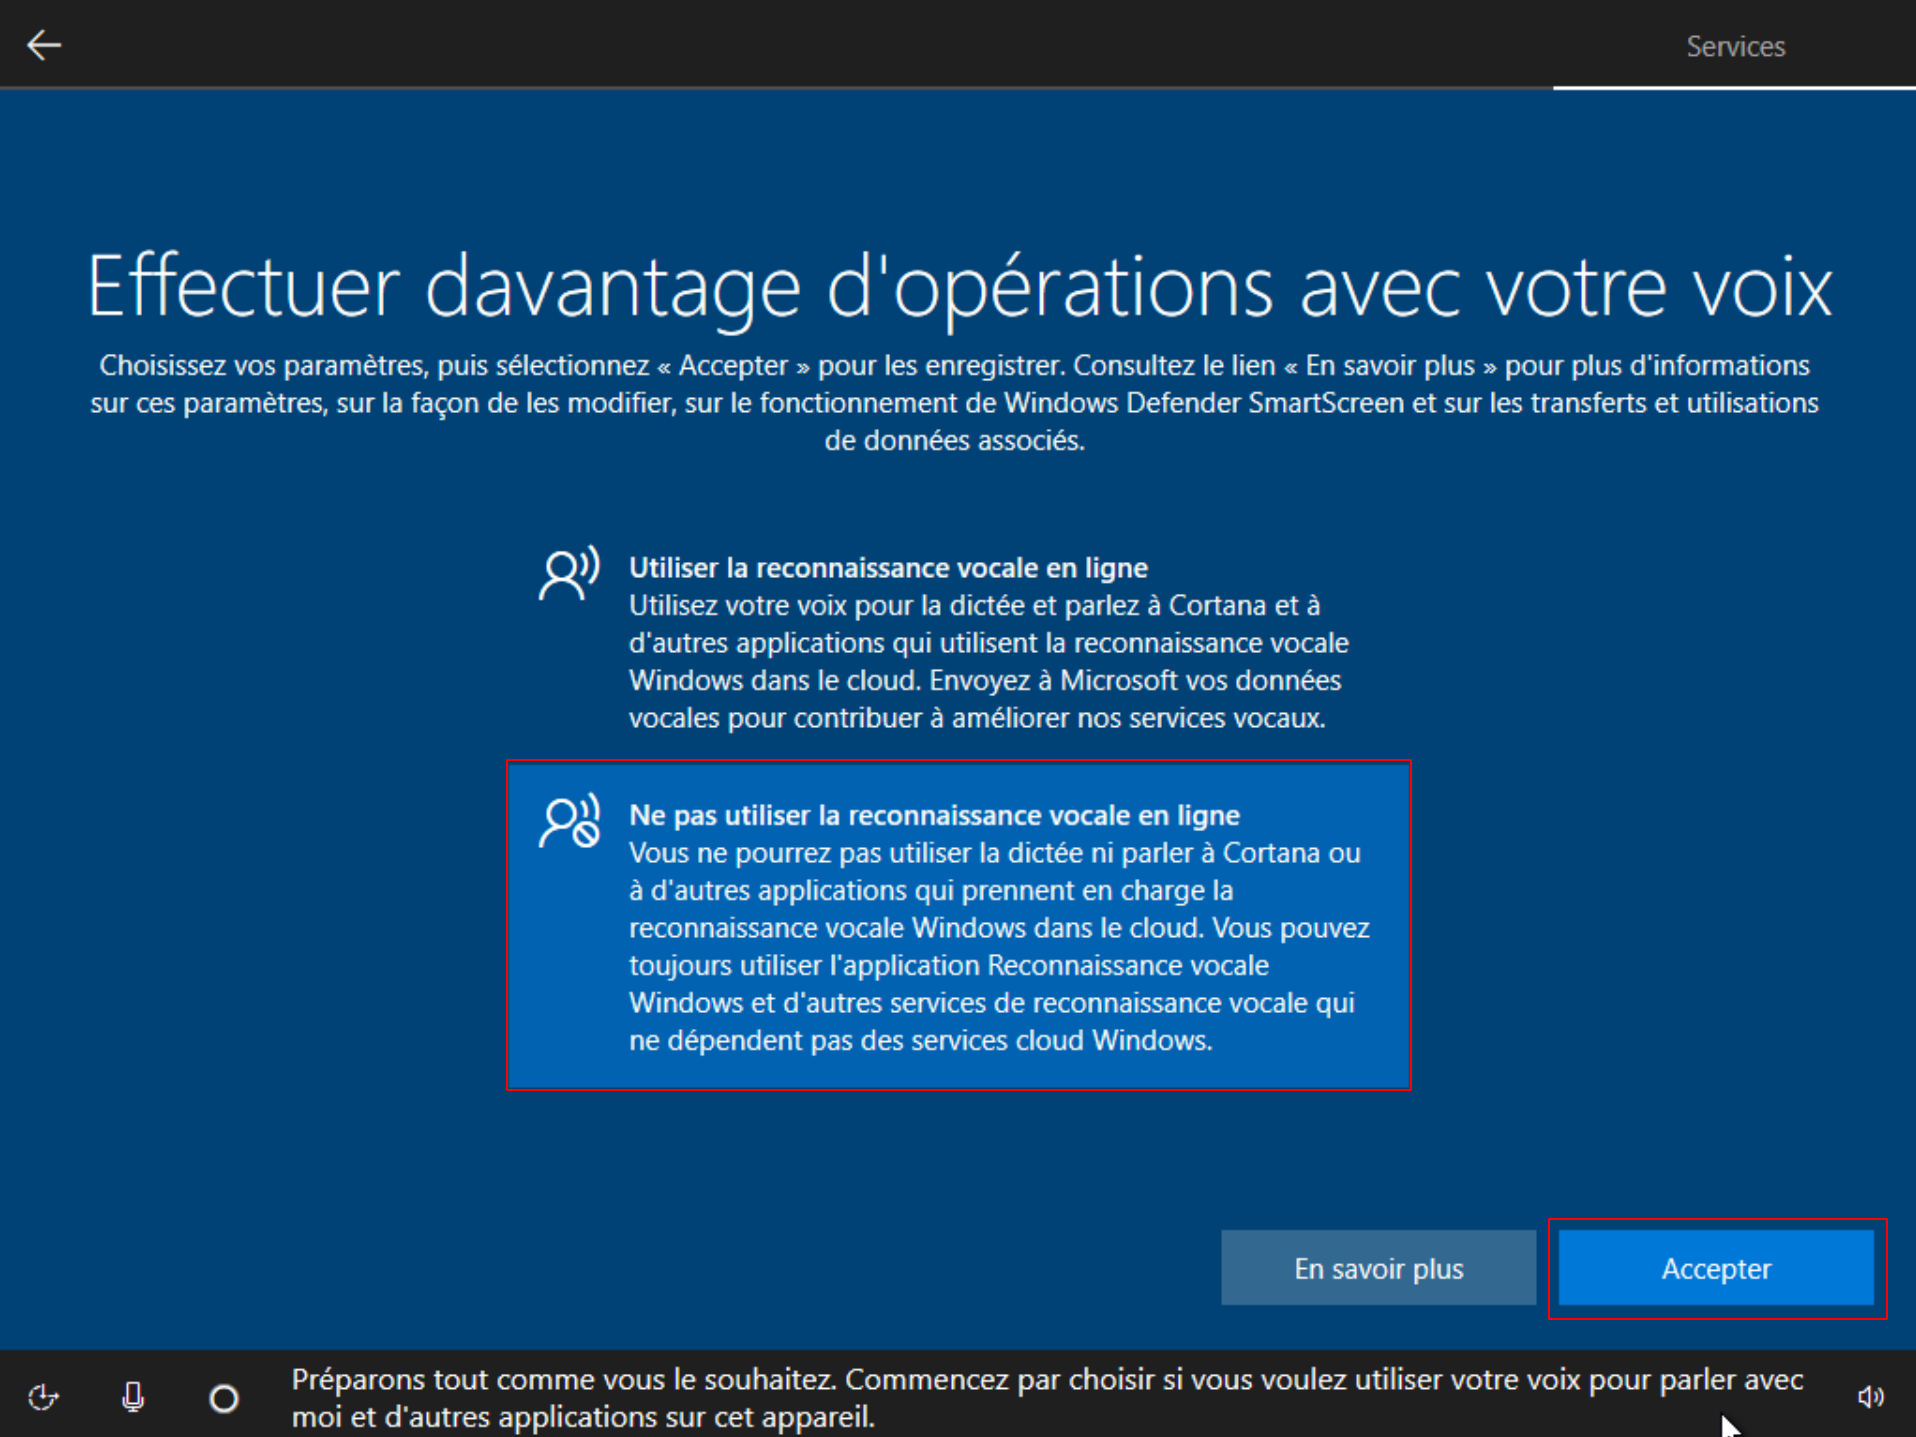 Services
Effectuer davantage d'opérations avec votre voix
Choisissez vos paramètres, puis sélectionnez « Accepter » pour les enregistrer. Consultez le lien « En savoir plus » pour plus d'informations
sur ces paramètres, sur la façon de les modifier, sur le fonctionnement de Windows Defender SmartScreen et sur les transferts et utilisations
de données associés.
Utiliser la reconnaissance vocale en ligne
Utilisez votre voix pour la dictée et parlez à Cortana et à
d'autres applications qui utilisent la reconnaissance vocale
Windows dans le cloud. Envoyez à Microsoft vos données
vocales pour contribuer à améliorer nos services vocaux.
Ne pas utiliser la reconnaissance vocale en ligne
Vous ne pourrez pas utiliser la dictée ni parler à Cortana ou
à d'autres applications qui prennent en charge la
reconnaissance vocale Windows dans le cloud. Vous pouvez
toujours utiliser l'application Reconnaissance vocale
Windows et d'autres services de reconnaissance vocale qui
ne dépendent pas des services cloud Windows.
En savoir plus
Accepter
Préparons tout comme vous le souhaitez. Commencez par choisir si vous voulez utiliser votre voix pour parler avec
moi et d'autres applications sur cet appareil.